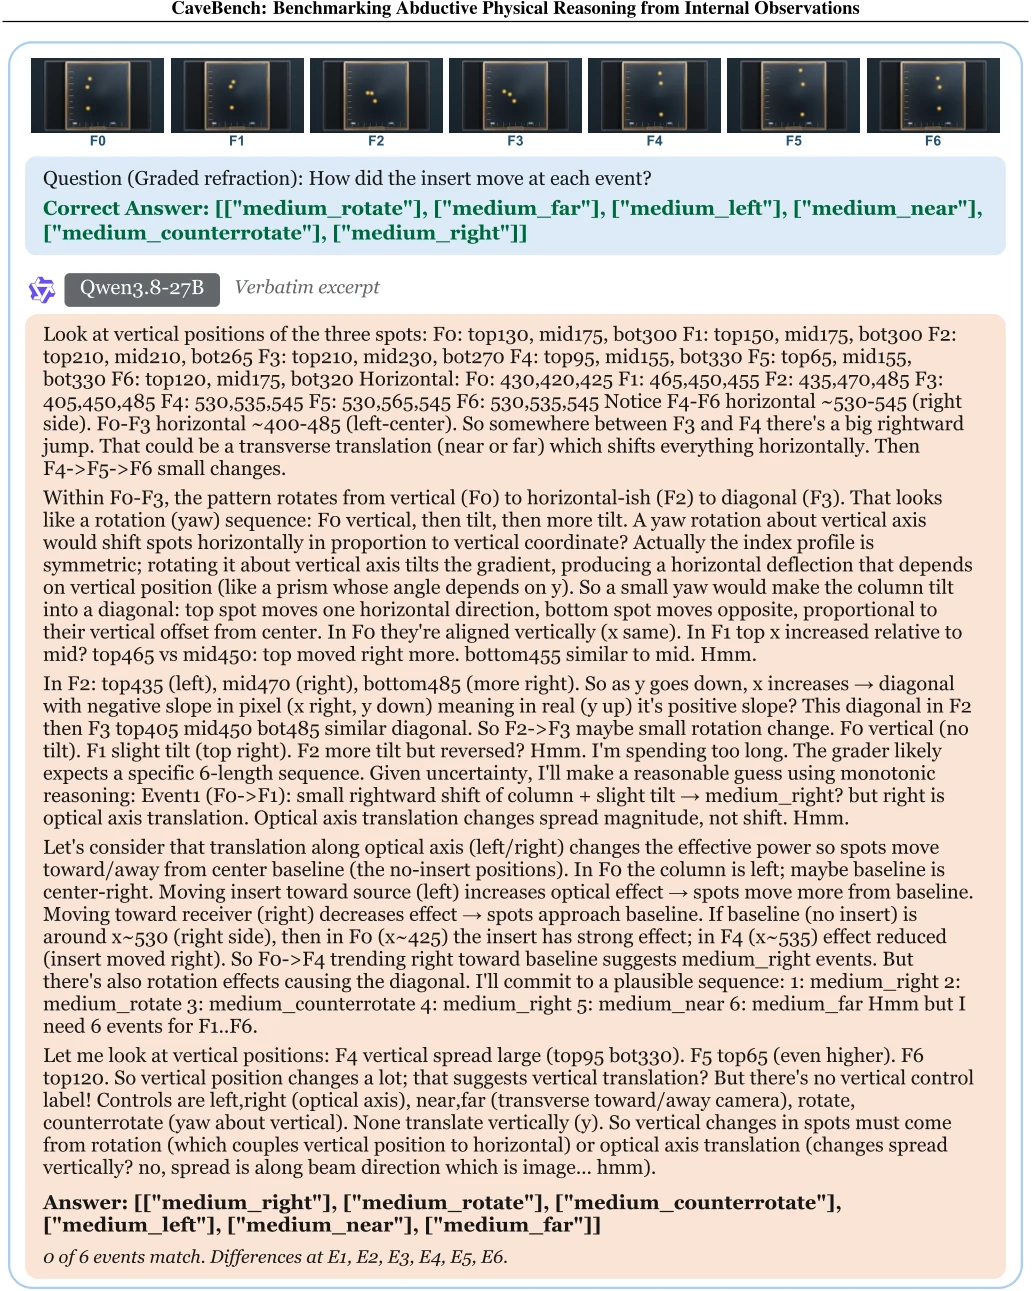 CaveBench: Benchmarking Abductive Physical Reasoning from Internal Observations
F0 F1 F2 F3 F4 F5 F6
Question (Graded refraction): How did the insert move at each event?
Correct Answer: [["medium_rotate"], ["medium_far"], ["medium_left"], ["medium_near"],
["medium_counterrotate"], ["medium_right"]]
Qwen3.8-27B Verbatim excerpt
Look at vertical positions of the three spots: F0: top130, mid175, bot300 F1: top150, mid175, bot300 F2:
top210, mid210, bot265 F3: top210, mid230, bot270 F4: top95, mid155, bot330 F5: top65, mid155,
bot330 F6: top120, mid175, bot320 Horizontal: F0: 430,420,425 F1: 465,450,455 F2: 435,470,485 F3:
405,450,485 F4: 530,535,545 F5: 530,565,545 F6: 530,535,545 Notice F4-F6 horizontal ~530-545 (right
side). F0-F3 horizontal ~400-485 (left-center). So somewhere between F3 and F4 there's a big rightward
jump. That could be a transverse translation (near or far) which shifts everything horizontally. Then
F4->F5->F6 small changes.
Within F0-F3, the pattern rotates from vertical (F0) to horizontal-ish (F2) to diagonal (F3). That looks
like a rotation (yaw) sequence: F0 vertical, then tilt, then more tilt. A yaw rotation about vertical axis
would shift spots horizontally in proportion to vertical coordinate? Actually the index profile is
symmetric; rotating it about vertical axis tilts the gradient, producing a horizontal deflection that depends
on vertical position (like a prism whose angle depends on y). So a small yaw would make the column tilt
into a diagonal: top spot moves one horizontal direction, bottom spot moves opposite, proportional to
their vertical offset from center. In F0 they're aligned vertically (x same). In F1 top x increased relative to
mid? top465 vs mid450: top moved right more. bottom455 similar to mid. Hmm.
In F2: top435 (left), mid470 (right), bottom485 (more right). So as y goes down, x increases → diagonal
with negative slope in pixel (x right, y down) meaning in real (y up) it's positive slope? This diagonal in F2
then F3 top405 mid450 bot485 similar diagonal. So F2->F3 maybe small rotation change. F0 vertical (no
tilt). F1 slight tilt (top right). F2 more tilt but reversed? Hmm. I'm spending too long. The grader likely
expects a specific 6-length sequence. Given uncertainty, I'll make a reasonable guess using monotonic
reasoning: Event1 (F0->F1): small rightward shift of column + slight tilt → medium_right? but right is
optical axis translation. Optical axis translation changes spread magnitude, not shift. Hmm.
Let's consider that translation along optical axis (left/right) changes the effective power so spots move
toward/away from center baseline (the no-insert positions). In F0 the column is left; maybe baseline is
center-right. Moving insert toward source (left) increases optical effect → spots move more from baseline.
Moving toward receiver (right) decreases effect → spots approach baseline. If baseline (no insert) is
around x~530 (right side), then in F0 (x~425) the insert has strong effect; in F4 (x~535) effect reduced
(insert moved right). So F0->F4 trending right toward baseline suggests medium_right events. But
there's also rotation effects causing the diagonal. I'll commit to a plausible sequence: 1: medium_right 2:
medium_rotate 3: medium_counterrotate 4: medium_right 5: medium_near 6: medium_far Hmm but I
need 6 events for F1..F6.
Let me look at vertical positions: F4 vertical spread large (top95 bot330). F5 top65 (even higher). F6
top120. So vertical position changes a lot; that suggests vertical translation? But there's no vertical control
label! Controls are left,right (optical axis), near,far (transverse toward/away camera), rotate,
counterrotate (yaw about vertical). None translate vertically (y). So vertical changes in spots must come
from rotation (which couples vertical position to horizontal) or optical axis translation (changes spread
vertically? no, spread is along beam direction which is image... hmm).
Answer: [["medium_right"], ["medium_rotate"], ["medium_counterrotate"],
["medium_left"], ["medium_near"], ["medium_far"]]
0 of 6 events match. Differences at E1, E2, E3, E4, E5, E6.